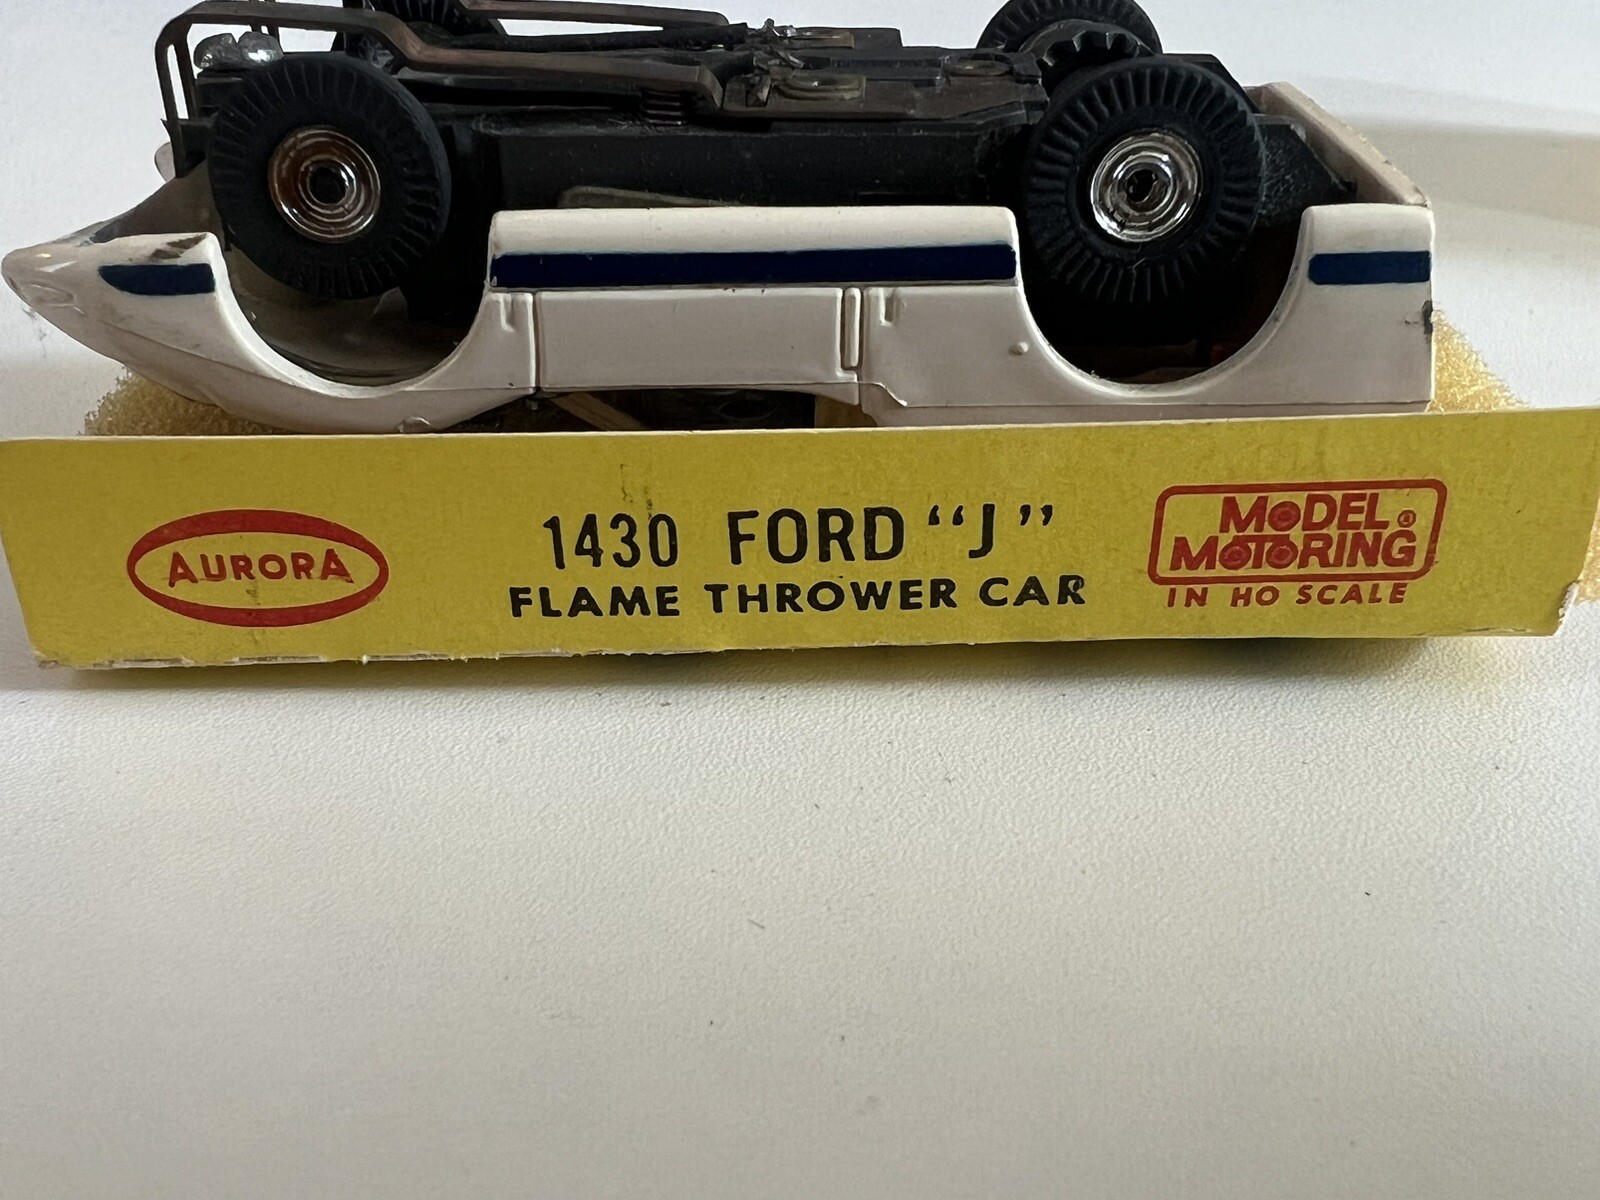 AURORA
1430 FORD “J”
FLAME THROWER CAR
MODEL
MOTORING ®
IN HO SCALE